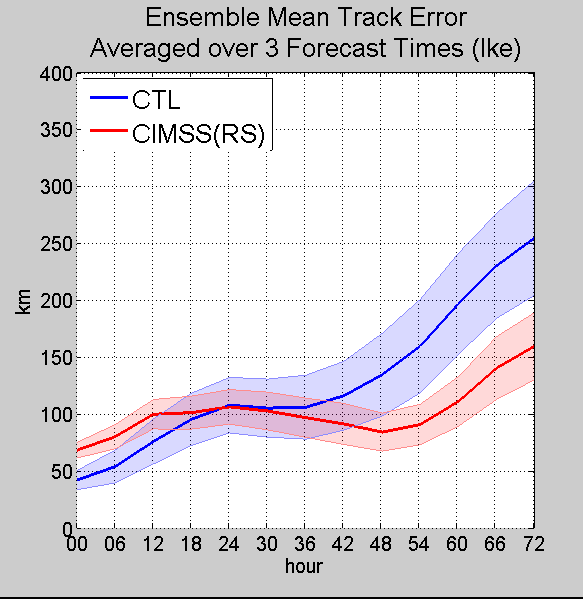 Ensemble Mean Track Error
Averaged over 3 Forecast Times (Ike)
CTL
CIMSS(RS)
400
350
300
250
200
150
100
50
0
km
00 06 12 18 24 30 36 42 48 54 60 66 72
hour